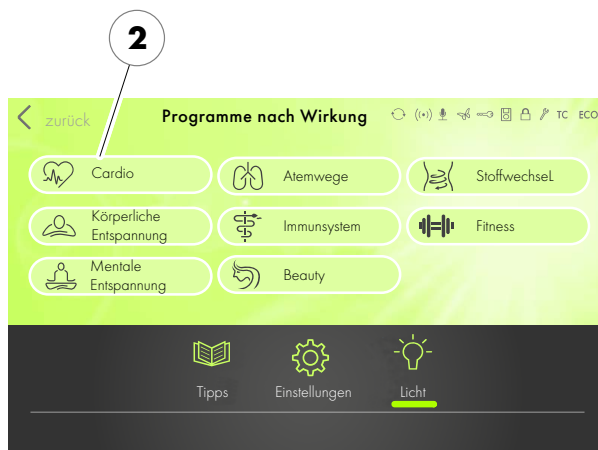 2
zurück
Programme nach Wirkung
TC ECO
Cardio
Atemwege
Stoffwechsel
Körperliche
Entspannung
Immunsystem
Fitness
Mentale
Entspannung
Beauty
Tipps
Einstellungen
Licht